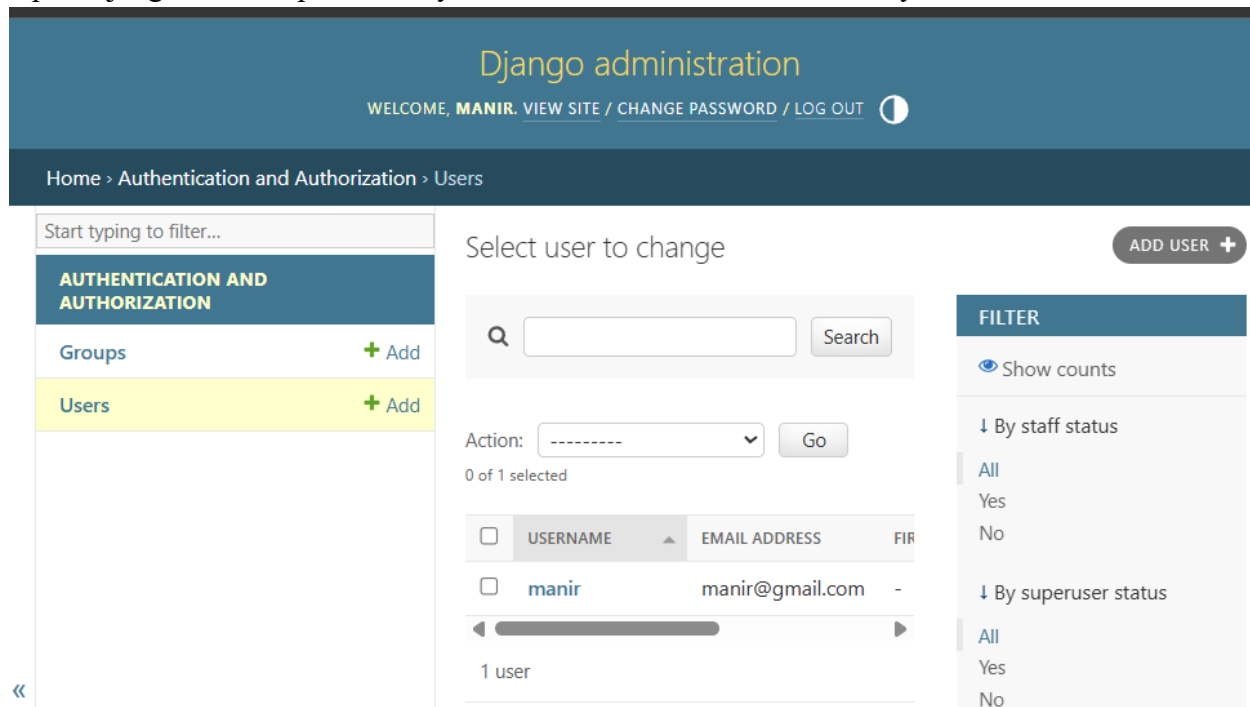 Django administration
WELCOME, MANIR. VIEW SITE / CHANGE PASSWORD / LOG OUT
Home › Authentication and Authorization › Users
Start typing to filter...
AUTHENTICATION AND
AUTHORIZATION
Groups + Add
Users + Add
«
Select user to change
ADD USER +
Search
Action: --------- Go
0 of 1 selected
USERNAME EMAIL ADDRESS FIR
manir manir@gmail.com -
1 user
FILTER
Show counts
↓ By staff status
All
Yes
No
↓ By superuser status
All
Yes
No